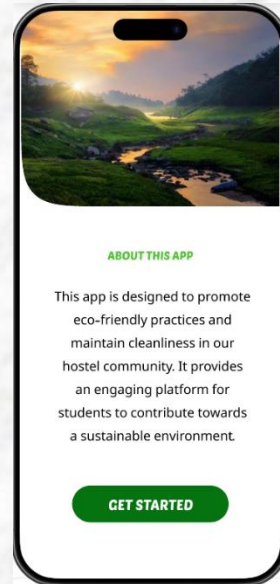 ABOUT THIS APP
This app is designed to promote
eco-friendly practices and
maintain cleanliness in our
hostel community. It provides
an engaging platform for
students to contribute towards
a sustainable environment.
GET STARTED